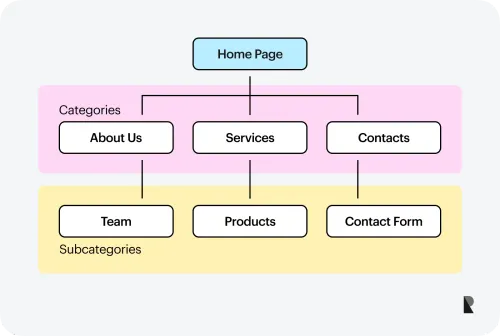 Home Page
Categories
About Us
Services
Contacts
Team
Products
Contact Form
Subcategories